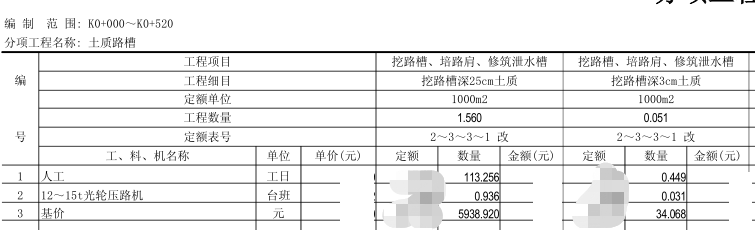 编 制 范 围: K0+000～K0+520
分项工程名称: 土质路槽
编号 工程项目 挖路槽、培路肩、修筑泄水槽 挖路槽、培路肩、修筑泄水槽
工程细目 挖路槽深25cm土质 挖路槽深3cm土质
定额单位 1000m2 1000m2
工程数量 1.560 0.051
定额表号 2～3～3～1 改 2～3～3～1 改
工、料、机名称 单位 单价(元) 定额 数量 金额(元) 定额 数量 金额(元)
1 人工 工日 113.256 0.449
2 12～15t光轮压路机 台班 0.936 0.031
3 基价 元 5938.920 34.068